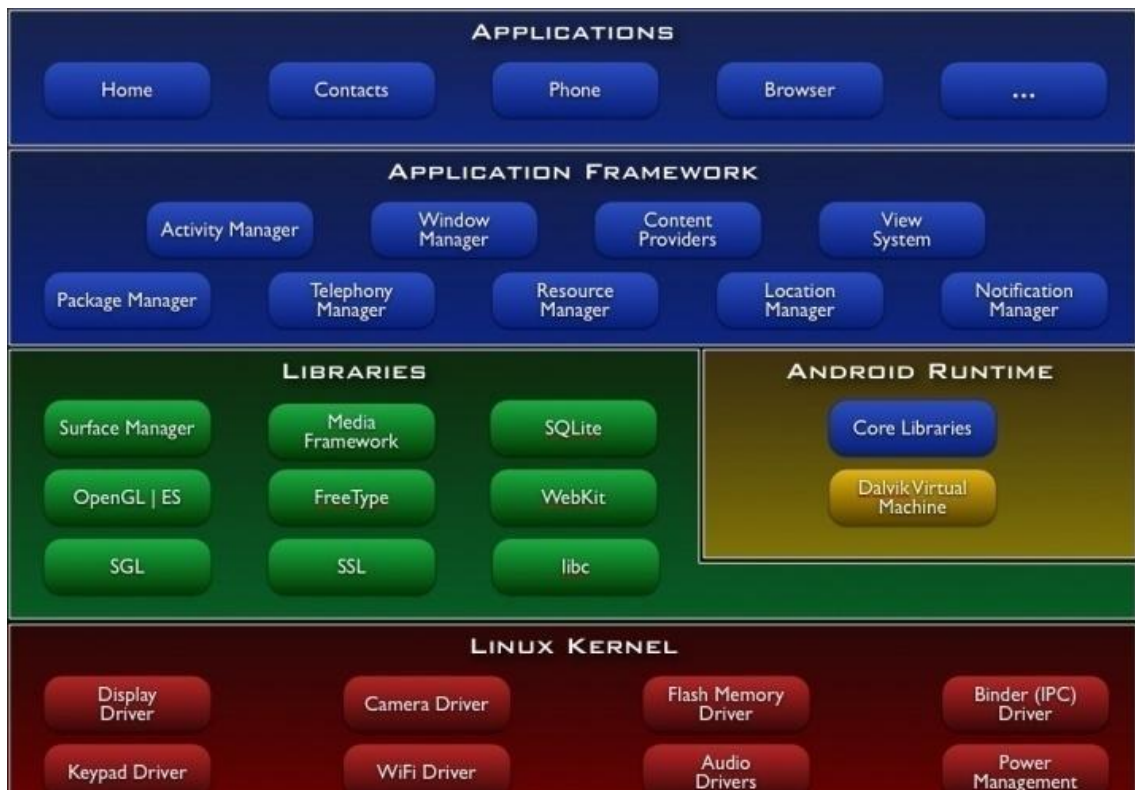 APPLICATIONS
Home
Contacts
Phone
Browser
...
APPLICATION FRAMEWORK
Activity Manager
Window
Manager
Content
Providers
View
System
Package Manager
Telephony
Manager
Resource
Manager
Location
Manager
Notification
Manager
LIBRARIES
Surface Manager
Media
Framework
SQLite
OpenGL | ES
FreeType
WebKit
SGL
SSL
libc
ANDROID RUNTIME
Core Libraries
Dalvik Virtual
Machine
LINUX KERNEL
Display
Driver
Camera Driver
Flash Memory
Driver
Binder (IPC)
Driver
Keypad Driver
WiFi Driver
Audio
Drivers
Power
Management